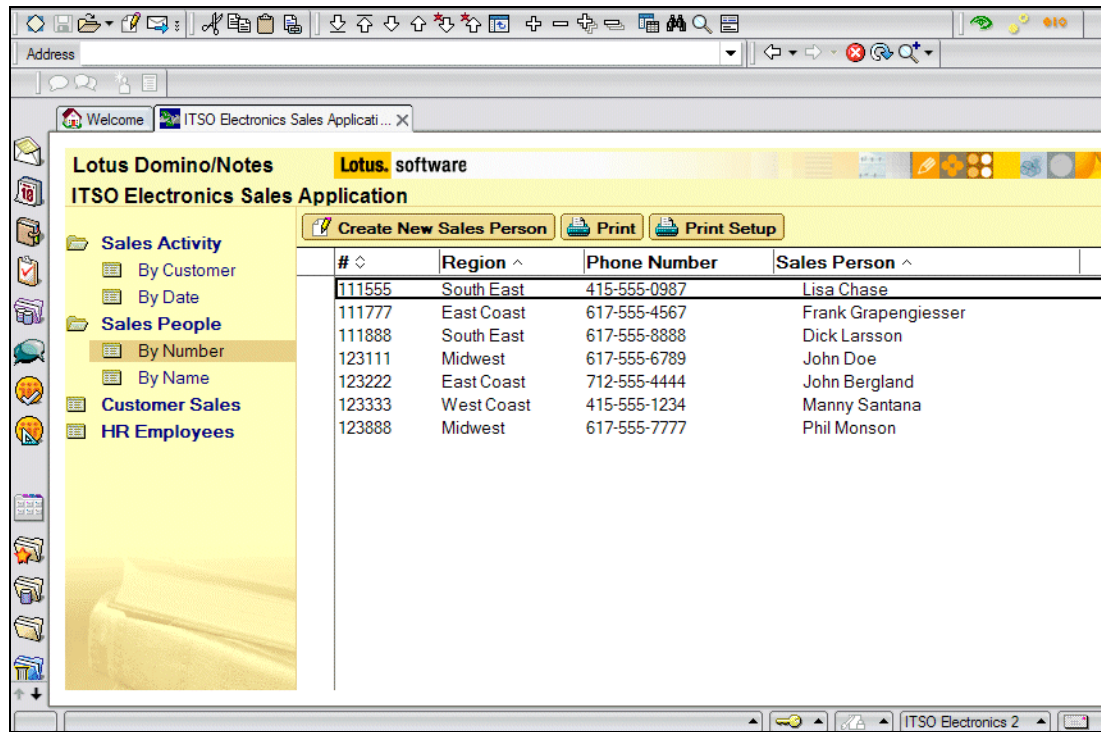 Address
Welcome ITSO Electronics Sales Applicati...
Lotus Domino/Notes Lotus. software
ITSO Electronics Sales Application
Create New Sales Person Print Print Setup
Sales Activity
By Customer
By Date
Sales People
By Number
By Name
Customer Sales
HR Employees
# Region Phone Number Sales Person
111555 South East 415-555-0987 Lisa Chase
111777 East Coast 617-555-4567 Frank Grapengiesser
111888 South East 617-555-8888 Dick Larsson
123111 Midwest 617-555-6789 John Doe
123222 East Coast 712-555-4444 John Bergland
123333 West Coast 415-555-1234 Manny Santana
123888 Midwest 617-555-7777 Phil Monson
ITSO Electronics 2